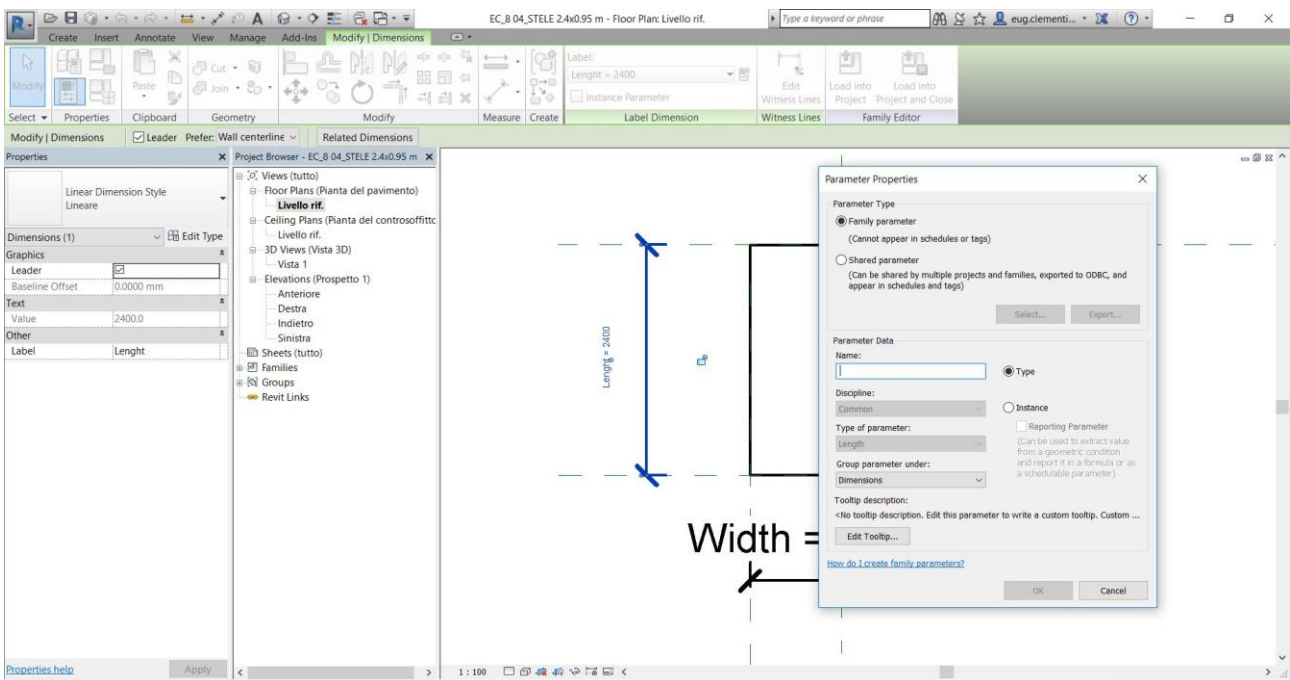 EC_8 04_STELE 2.4x0.95 m - Floor Plan: Livello rif.
Type a keyword or phrase
eug.clementi...
Create Insert Annotate View Manage Add-Ins Modify | Dimensions
Modify
Paste
Cut
Join
Label:
Lenght = 2400
Instance Parameter
Edit
Witness Lines
Load into
Project
Load into
Project and Close
Select Properties Clipboard Geometry Modify Measure Create Label Dimension Witness Lines Family Editor
Modify | Dimensions Leader Prefer: Wall centerline Related Dimensions
Properties
Linear Dimension Style
Lineare
Dimensions (1) Edit Type
Graphics
Leader
Baseline Offset 0.0000 mm
Text
Value 2400.0
Other
Label Lenght
Properties help Apply
Project Browser - EC_8 04_STELE 2.4x0.95 m
Views (tutto)
Floor Plans (Pianta del pavimento)
Livello rif.
Ceiling Plans (Pianta del controsoffittc
Livello rif.
3D Views (Vista 3D)
Vista 1
Elevations (Prospetto 1)
Anteriore
Destra
Indietro
Sinistra
Sheets (tutto)
Families
Groups
Revit Links
Lenght = 2400
Width =
1 : 100
Parameter Properties
Parameter Type
Family parameter
(Cannot appear in schedules or tags)
Shared parameter
(Can be shared by multiple projects and families, exported to ODBC, and
appear in schedules and tags)
Select... Export...
Parameter Data
Name:
Type
Discipline:
Common
Instance
Type of parameter:
Length
Reporting Parameter
(Can be used to extract value
from a geometric condition
and report it in a formula or as
a schedulable parameter)
Group parameter under:
Dimensions
Tooltip description:
<No tooltip description. Edit this parameter to write a custom tooltip. Custom ...
Edit Tooltip...
How do I create family parameters?
OK Cancel